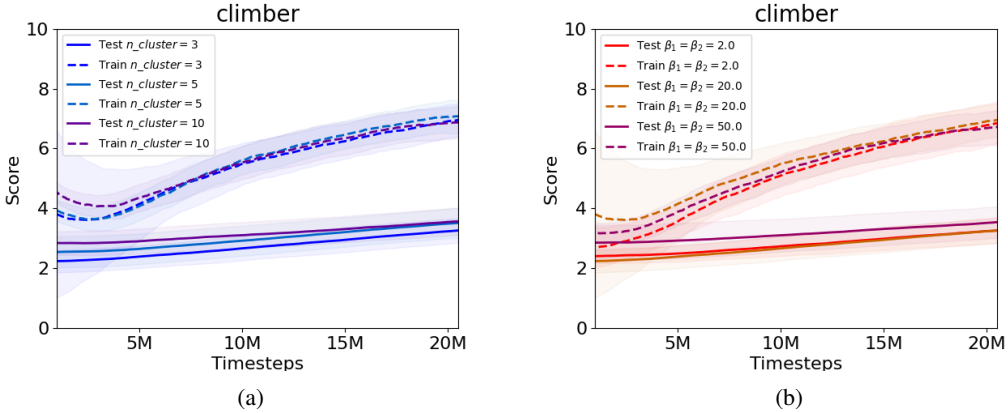 climber
10
8
6
4
2
0
Score
Test n_cluster = 3
Train n_cluster = 3
Test n_cluster = 5
Train n_cluster = 5
Test n_cluster = 10
Train n_cluster = 10
5M 10M 15M 20M
Timesteps
(a)
climber
10
8
6
4
2
0
Score
Test β₁ = β₂ = 2.0
Train β₁ = β₂ = 2.0
Test β₁ = β₂ = 20.0
Train β₁ = β₂ = 20.0
Test β₁ = β₂ = 50.0
Train β₁ = β₂ = 50.0
5M 10M 15M 20M
Timesteps
(b)